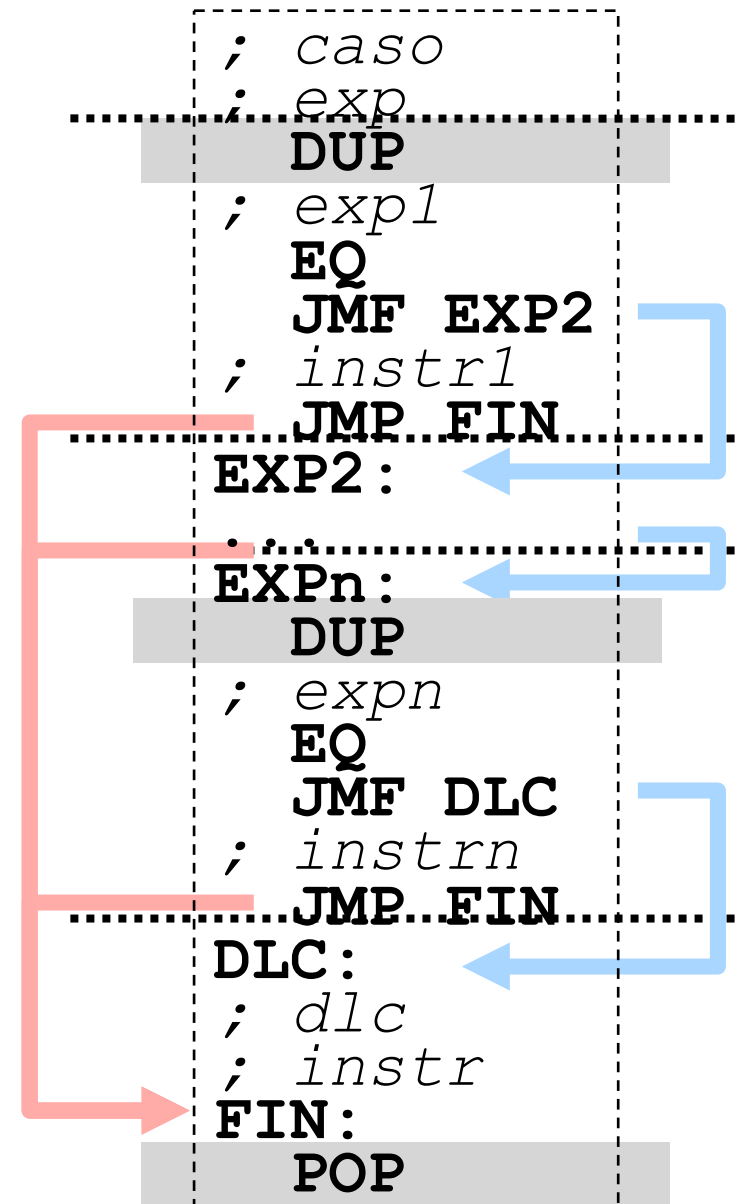 ; caso
; exp
DUP
; exp1
EQ
JMF EXP2
; instr1
JMP FIN
EXP2:
...
EXPn:
DUP
; expn
EQ
JMF DLC
; instrn
JMP FIN
DLC:
; dlc
; instr
FIN:
POP